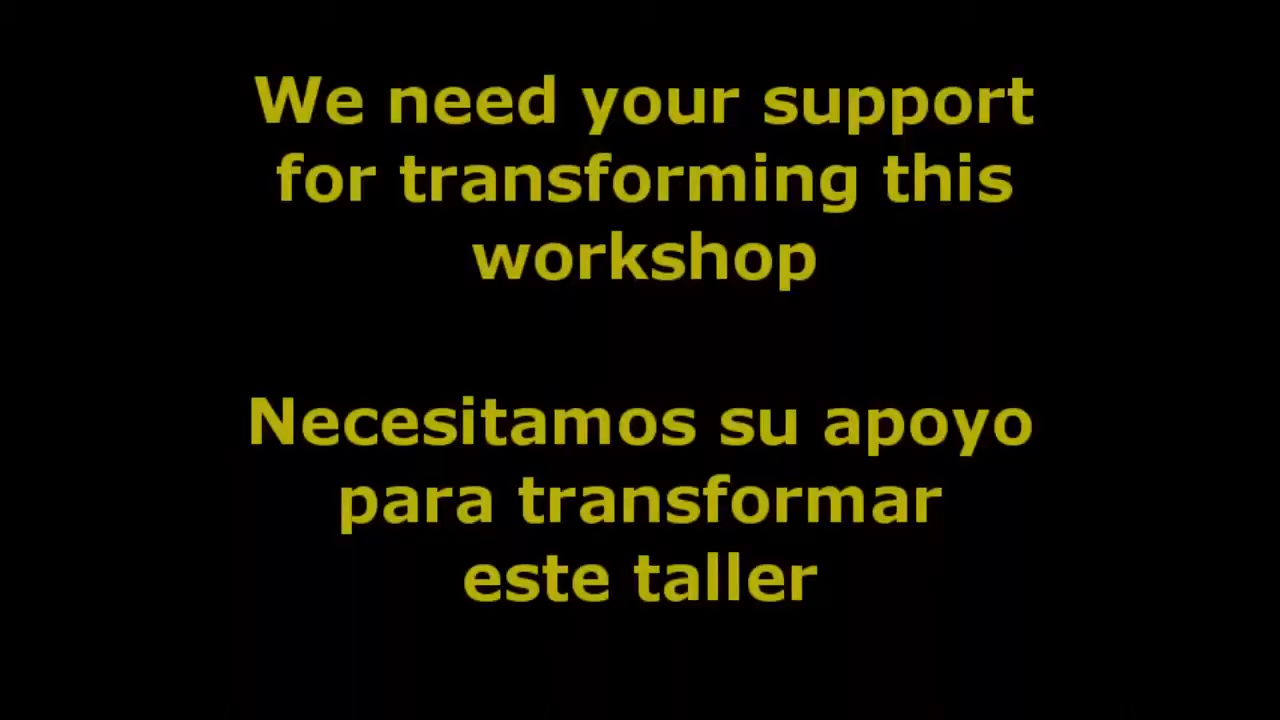 We need your support
for transforming this
workshop
Necesitamos su apoyo
para transformar
este taller